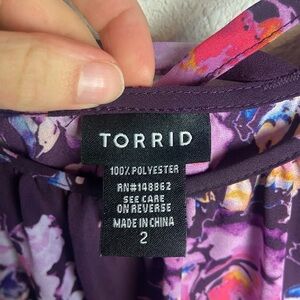 TORRID
100% POLYESTER
RN#148862
SEE CARE
ON REVERSE
MADE IN CHINA
2